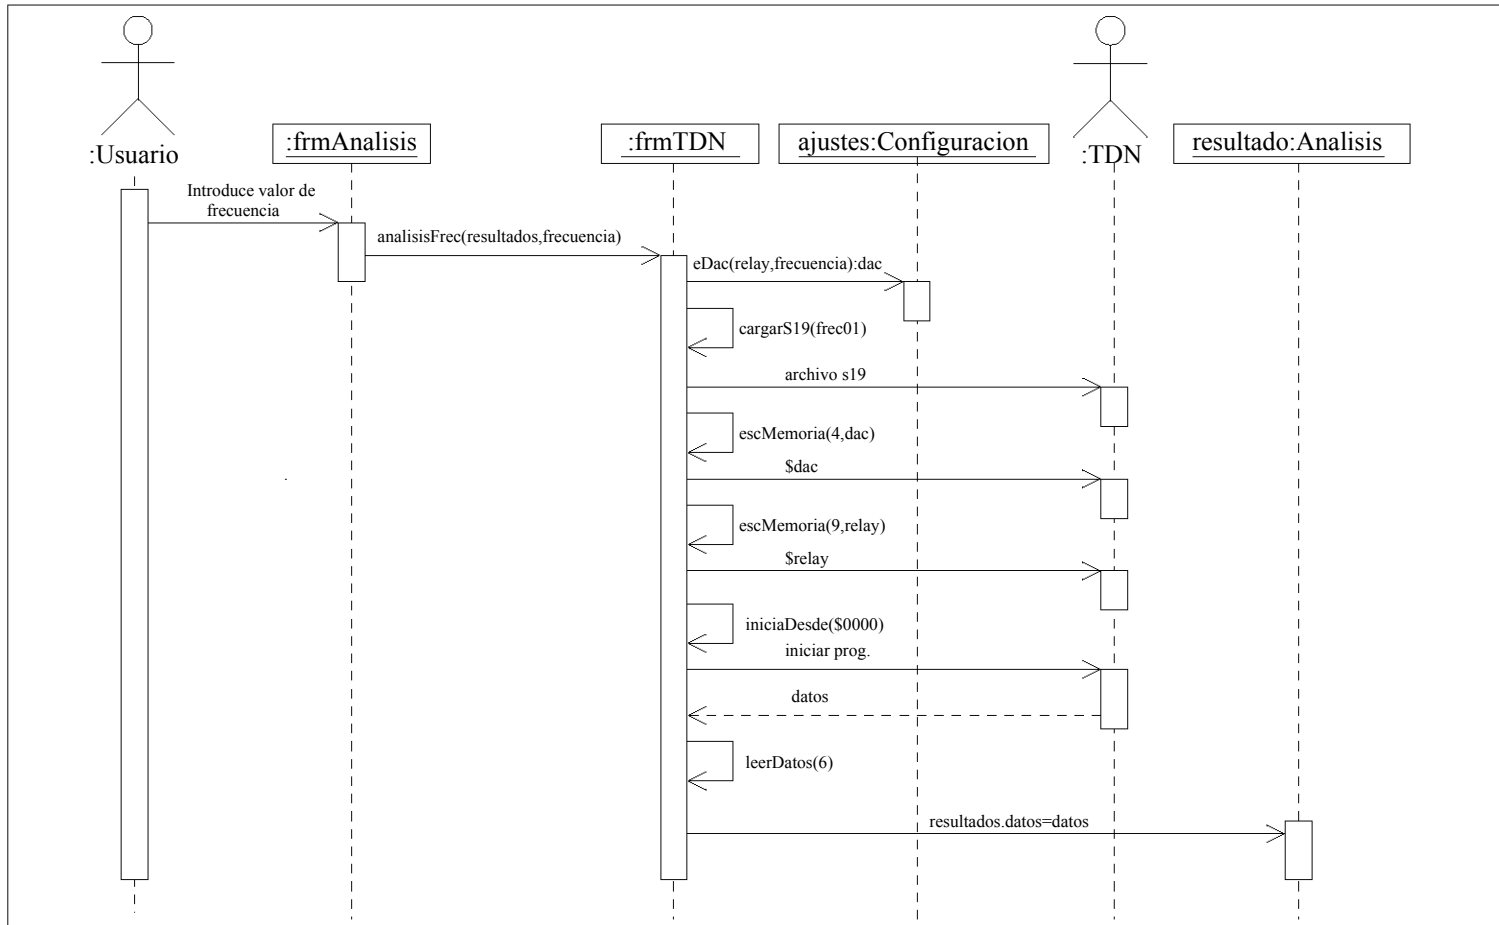 :Usuario
:frmAnalisis
:frmTDN
ajustes:Configuracion
:TDN
resultado:Analisis
Introduce valor de
frecuencia
analisisFrec(resultados,frecuencia)
eDac(relay,frecuencia):dac
cargarS19(frec01)
archivo s19
escMemoria(4,dac)
$dac
escMemoria(9,relay)
$relay
iniciaDesde($0000)
iniciar prog.
datos
leerDatos(6)
resultados.datos=datos